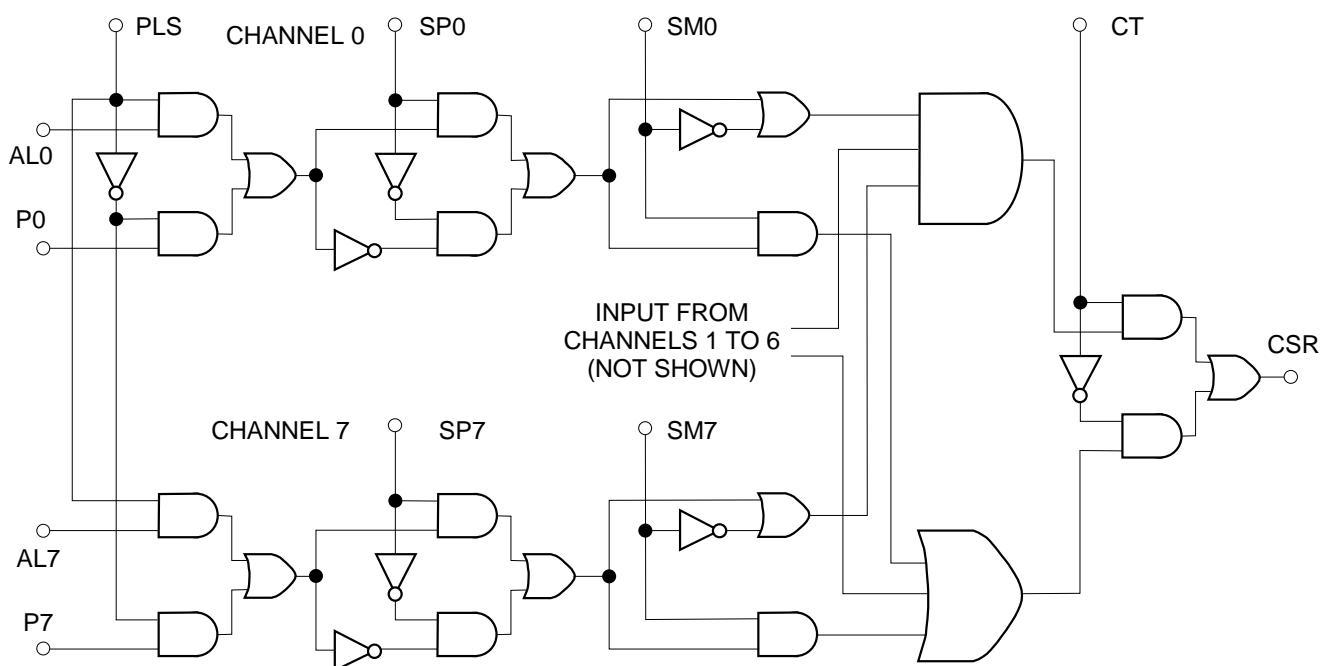 PLS
CHANNEL 0
SP0
SM0
CT
AL0
P0
INPUT FROM
CHANNELS 1 TO 6
(NOT SHOWN)
CSR
CHANNEL 7
SP7
SM7
AL7
P7